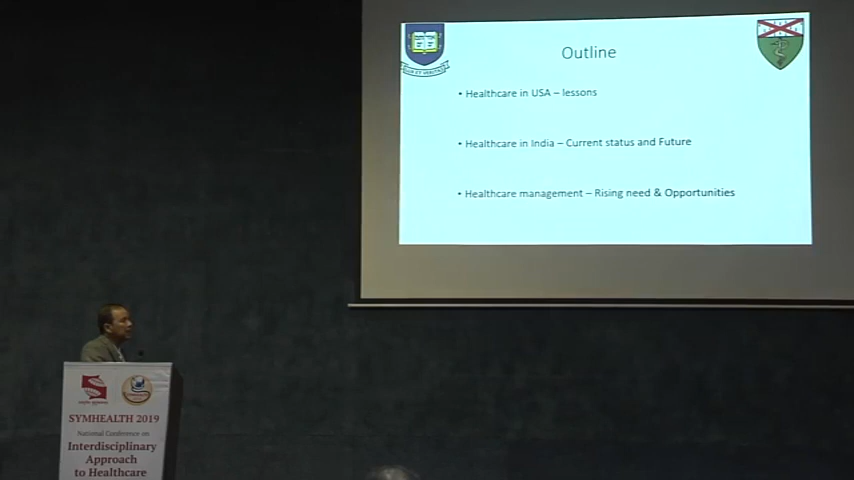 Outline
• Healthcare in USA – lessons
• Healthcare in India – Current status and Future
• Healthcare management – Rising need & Opportunities
SYMHEALTH 2019
National Conference on
Interdisciplinary
Approach
to Healthcare